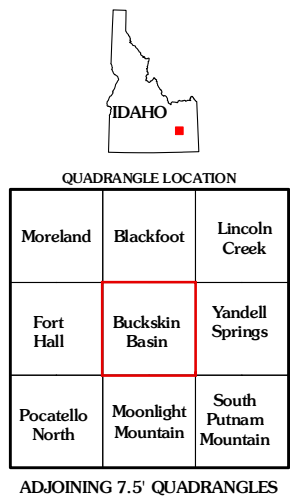 IDAHO
QUADRANGLE LOCATION
Moreland
Blackfoot
Lincoln
Creek
Fort
Hall
Buckskin
Basin
Yandell
Springs
Pocatello
North
Moonlight
Mountain
South
Putnam
Mountain
ADJOINING 7.5' QUADRANGLES